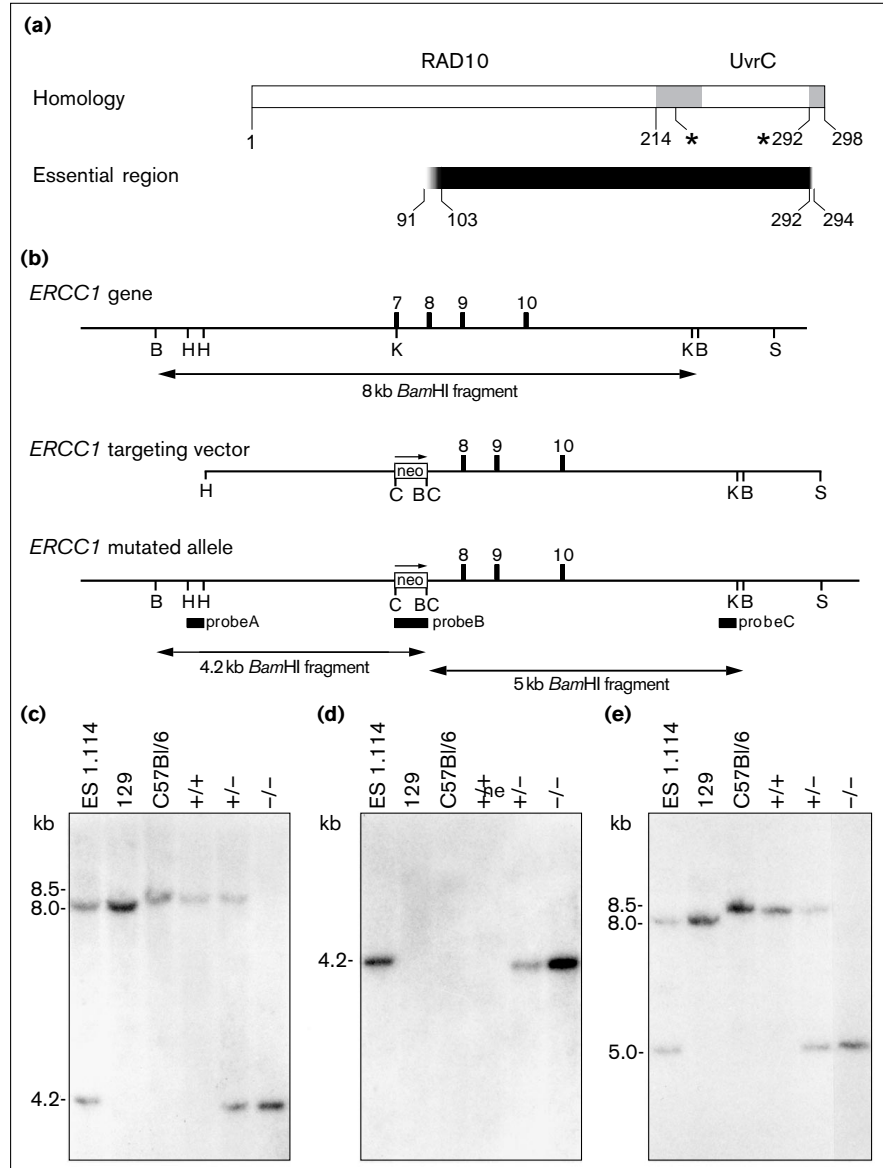 (a)
RAD10 UvrC
Homology
1 214 * * 292 298
Essential region
91 103 292 294
(b)
ERCC1 gene
7 8 9 10
B H H K K B S
8 kb BamHI fragment
ERCC1 targeting vector
8 9 10
neo
H C B C K B S
ERCC1 mutated allele
8 9 10
neo
B H H C B C K B S
probeA probeB probeC
4.2 kb BamHI fragment
5 kb BamHI fragment
(c)
ES 1.114 129 C57Bl/6 +/+ +/- -/-
kb
8.5-
8.0-
4.2-
(d)
ES 1.114 129 C57Bl/6 +/+ ne +/- -/-
kb
4.2-
(e)
ES 1.114 129 C57Bl/6 +/+ +/- -/-
kb
8.5-
8.0-
5.0-